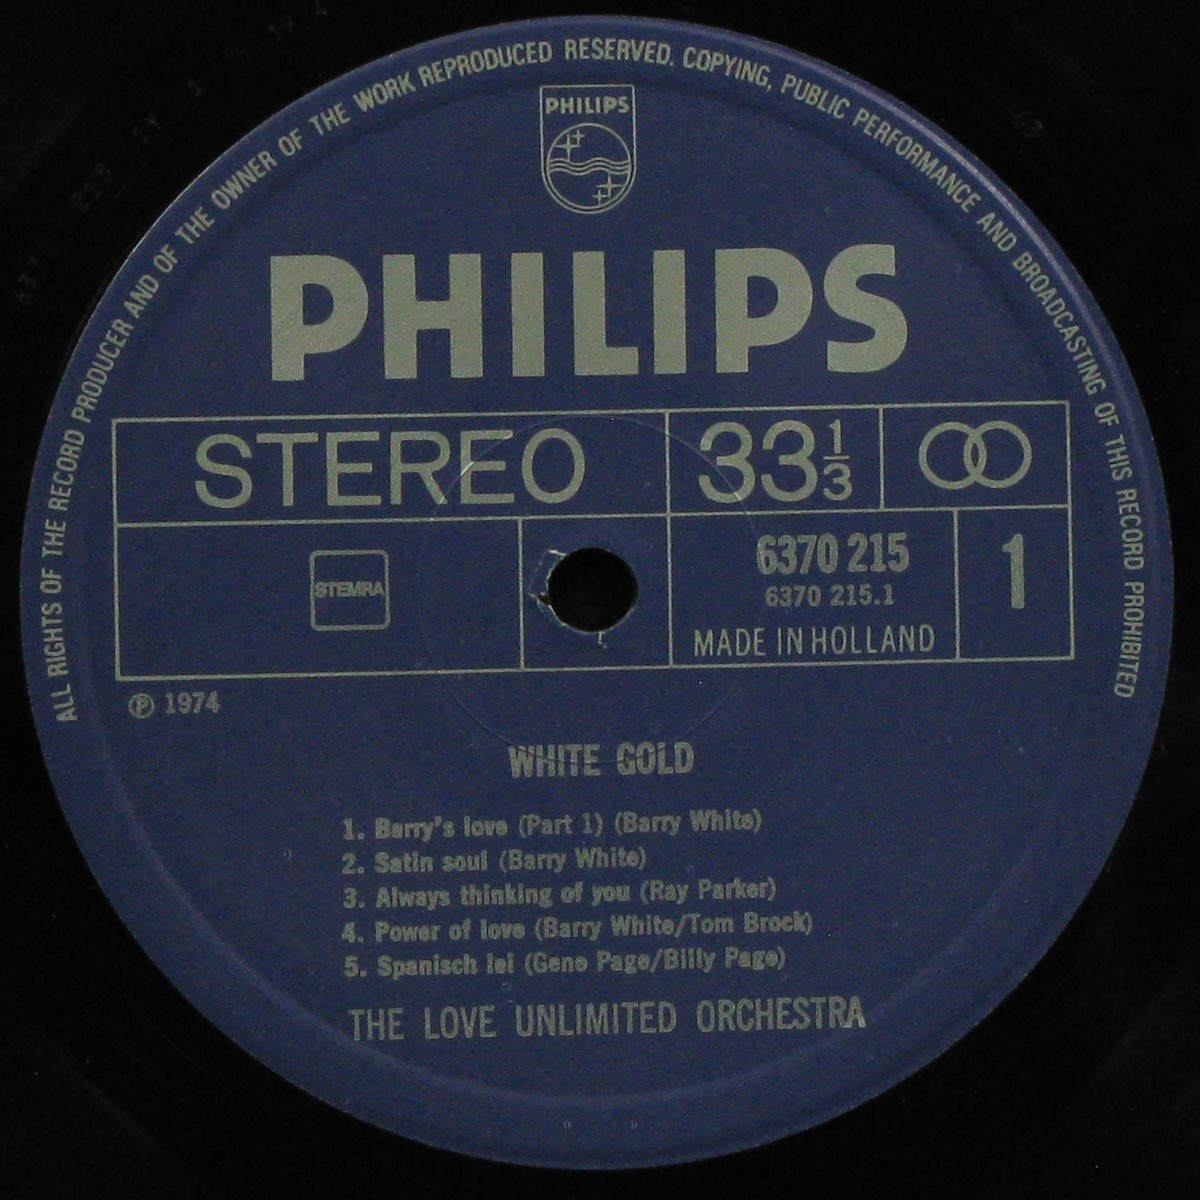 ALL RIGHTS OF THE RECORD PRODUCER AND OF THE OWNER OF THE WORK REPRODUCED RESERVED. COPYING, PUBLIC PERFORMANCE AND BROADCASTING OF THIS RECORD PROHIBITED
PHILIPS
PHILIPS
STEREO 33 1/3
STEMRA
6370 215
6370 215.1
MADE IN HOLLAND
1
Ⓟ 1974
WHITE GOLD
1. Barry's love (Part 1) (Barry White)
2. Satin soul (Barry White)
3. Always thinking of you (Ray Parker)
4. Power of love (Barry White/Tom Brock)
5. Spanisch lei (Gene Page/Billy Page)
THE LOVE UNLIMITED ORCHESTRA